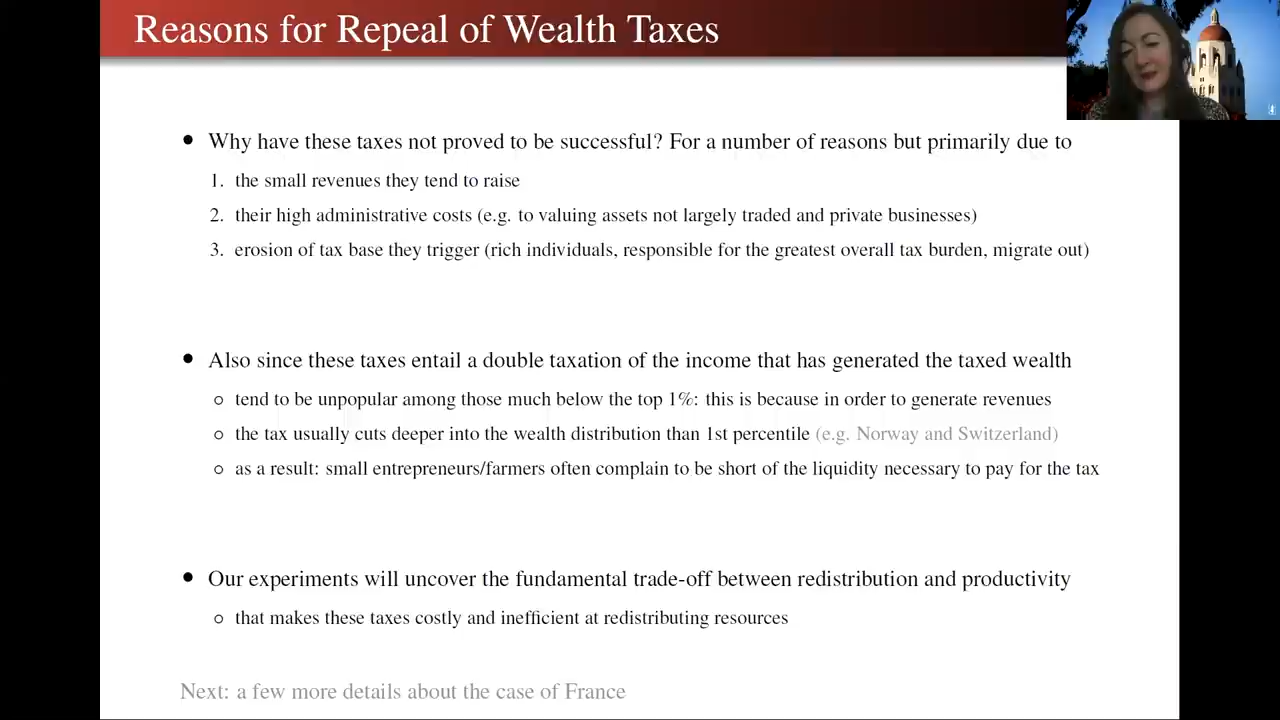 Reasons for Repeal of Wealth Taxes
• Why have these taxes not proved to be successful? For a number of reasons but primarily due to
1. the small revenues they tend to raise
2. their high administrative costs (e.g. to valuing assets not largely traded and private businesses)
3. erosion of tax base they trigger (rich individuals, responsible for the greatest overall tax burden, migrate out)
• Also since these taxes entail a double taxation of the income that has generated the taxed wealth
○ tend to be unpopular among those much below the top 1%: this is because in order to generate revenues
○ the tax usually cuts deeper into the wealth distribution than 1st percentile (e.g. Norway and Switzerland)
○ as a result: small entrepreneurs/farmers often complain to be short of the liquidity necessary to pay for the tax
• Our experiments will uncover the fundamental trade-off between redistribution and productivity
○ that makes these taxes costly and inefficient at redistributing resources
Next: a few more details about the case of France